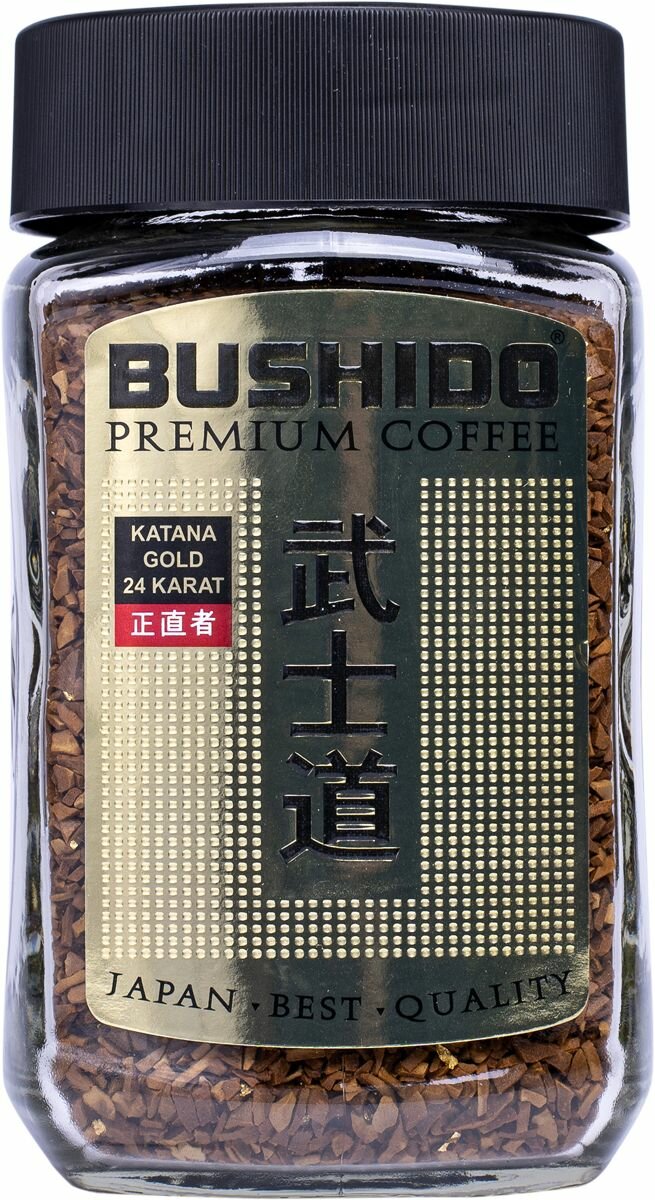 BUSHIDO®
PREMIUM COFFEE
KATANA
GOLD
24 KARAT
正直者
武士道
JAPAN ▾ BEST ▾ QUALITY